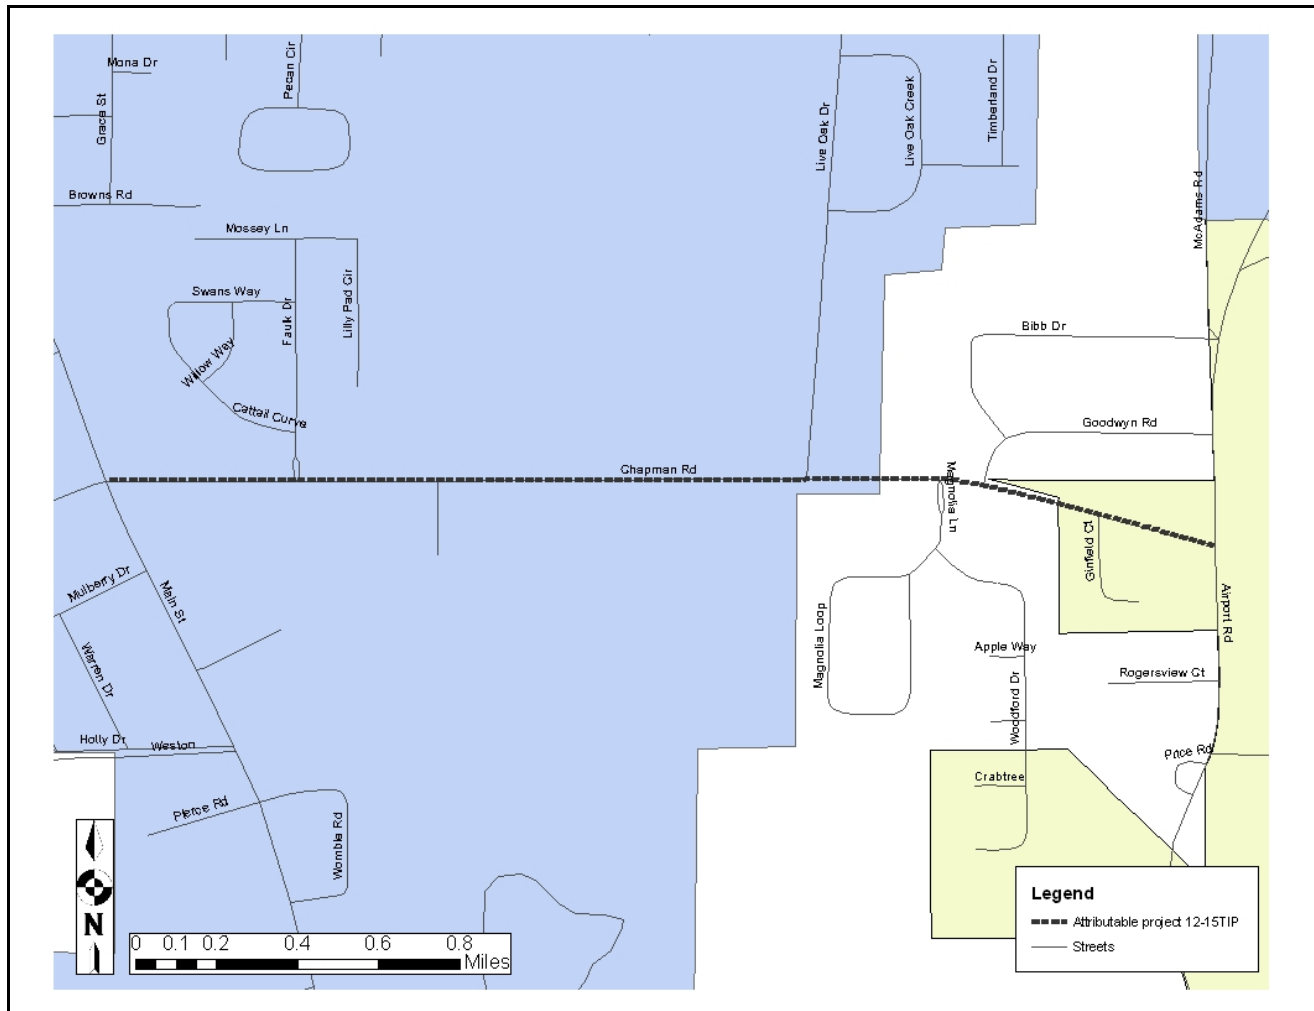 Mona Dr
Grace St
Pecan Cir
Browns Rd
Mossey Ln
Swans Way
Willow Way
Faulk Dr
Lilly Pad Cir
Cattail Curve
Live Oak Dr
Live Oak Creek
Timberland Dr
McAdams Rd
Bibb Dr
Goodwyn Rd
Chapman Rd
Magnolia Ln
Ginfield Ct
Airport Rd
Mulberry Dr
Main St
Warren Dr
Holly Dr
Weston
Pierce Rd
Womble Rd
Magnolia Loop
Apple Way
Woodford Dr
Rogersview Ct
Price Rd
Crabtree
N
0 0.1 0.2 0.4 0.6 0.8
Miles
Legend
Attributable project 12-15TIP
Streets